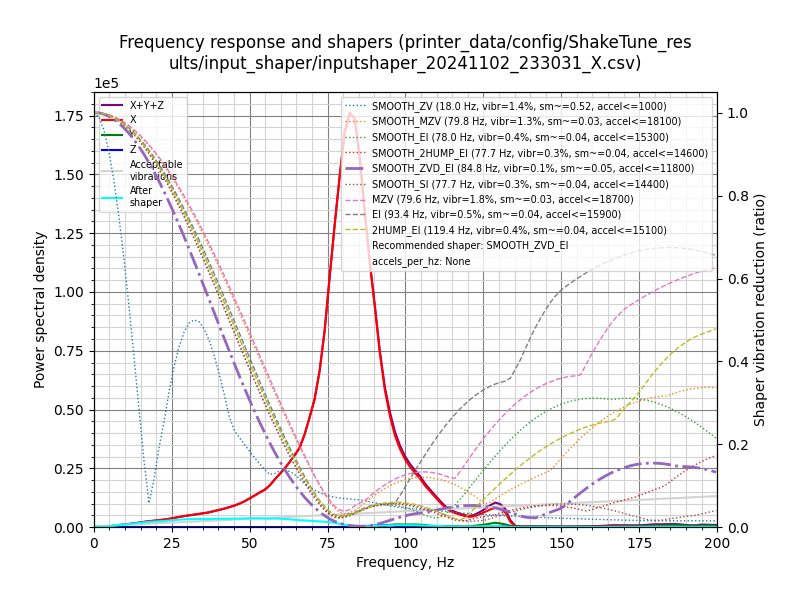 Frequency response and shapers (printer_data/config/ShakeTune_res
ults/input_shaper/inputshaper_20241102_233031_X.csv)
1e5
X+Y+Z
X
Z
Acceptable
vibrations
After
shaper
SMOOTH_ZV (18.0 Hz, vibr=1.4%, sm~=0.52, accel<=1000)
SMOOTH_MZV (79.8 Hz, vibr=1.3%, sm~=0.03, accel<=18100)
SMOOTH_EI (78.0 Hz, vibr=0.4%, sm~=0.04, accel<=15300)
SMOOTH_2HUMP_EI (77.7 Hz, vibr=0.3%, sm~=0.04, accel<=14600)
SMOOTH_ZVD_EI (84.8 Hz, vibr=0.1%, sm~=0.05, accel<=11800)
SMOOTH_SI (77.7 Hz, vibr=0.3%, sm~=0.04, accel<=14400)
MZV (79.6 Hz, vibr=1.8%, sm~=0.03, accel<=18700)
EI (93.4 Hz, vibr=0.5%, sm~=0.04, accel<=15900)
2HUMP_EI (119.4 Hz, vibr=0.4%, sm~=0.04, accel<=15100)
Recommended shaper: SMOOTH_ZVD_EI
accels_per_hz: None
Power spectral density
1.75
1.50
1.25
1.00
0.75
0.50
0.25
0.00
1.0
0.8
0.6
0.4
0.2
0.0
Shaper vibration reduction (ratio)
0 25 50 75 100 125 150 175 200
Frequency, Hz